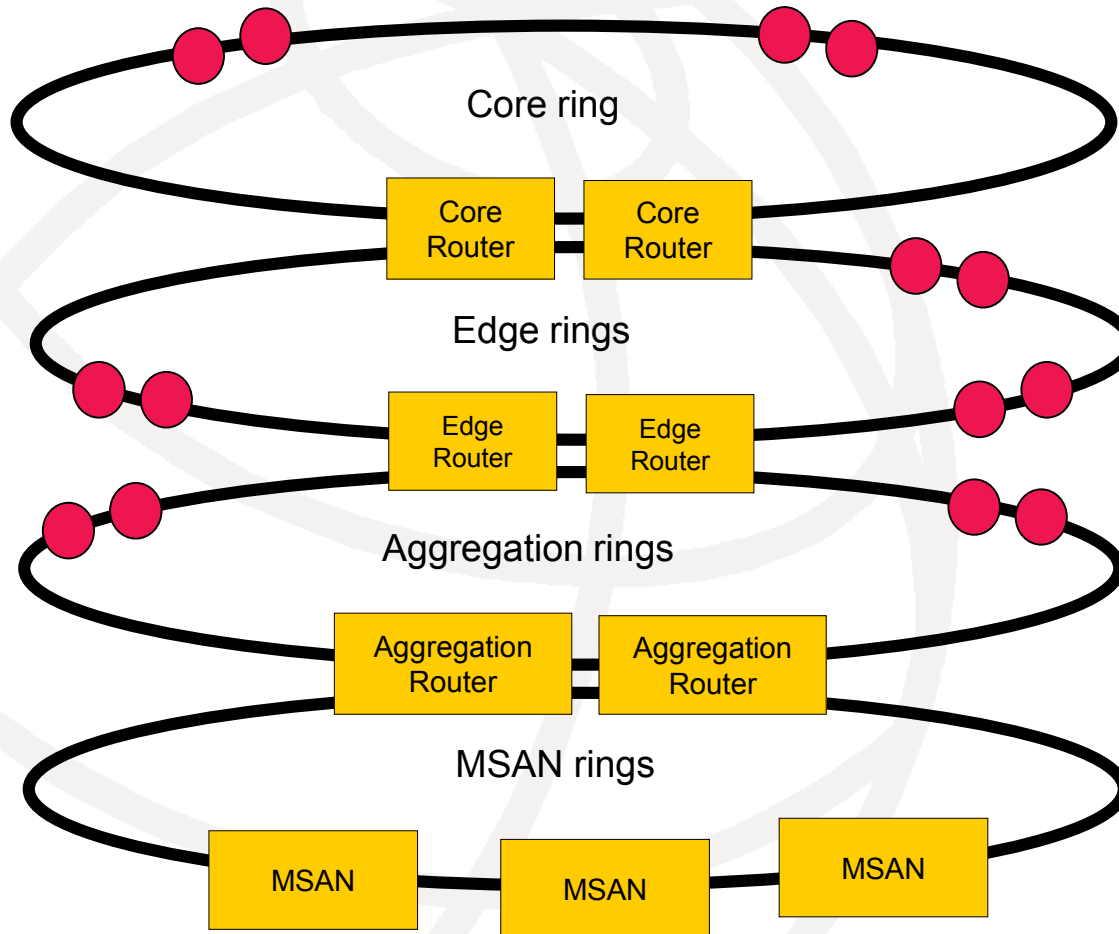 Core ring
Core
Router
Core
Router
Edge rings
Edge
Router
Edge
Router
Aggregation rings
Aggregation
Router
Aggregation
Router
MSAN rings
MSAN
MSAN
MSAN